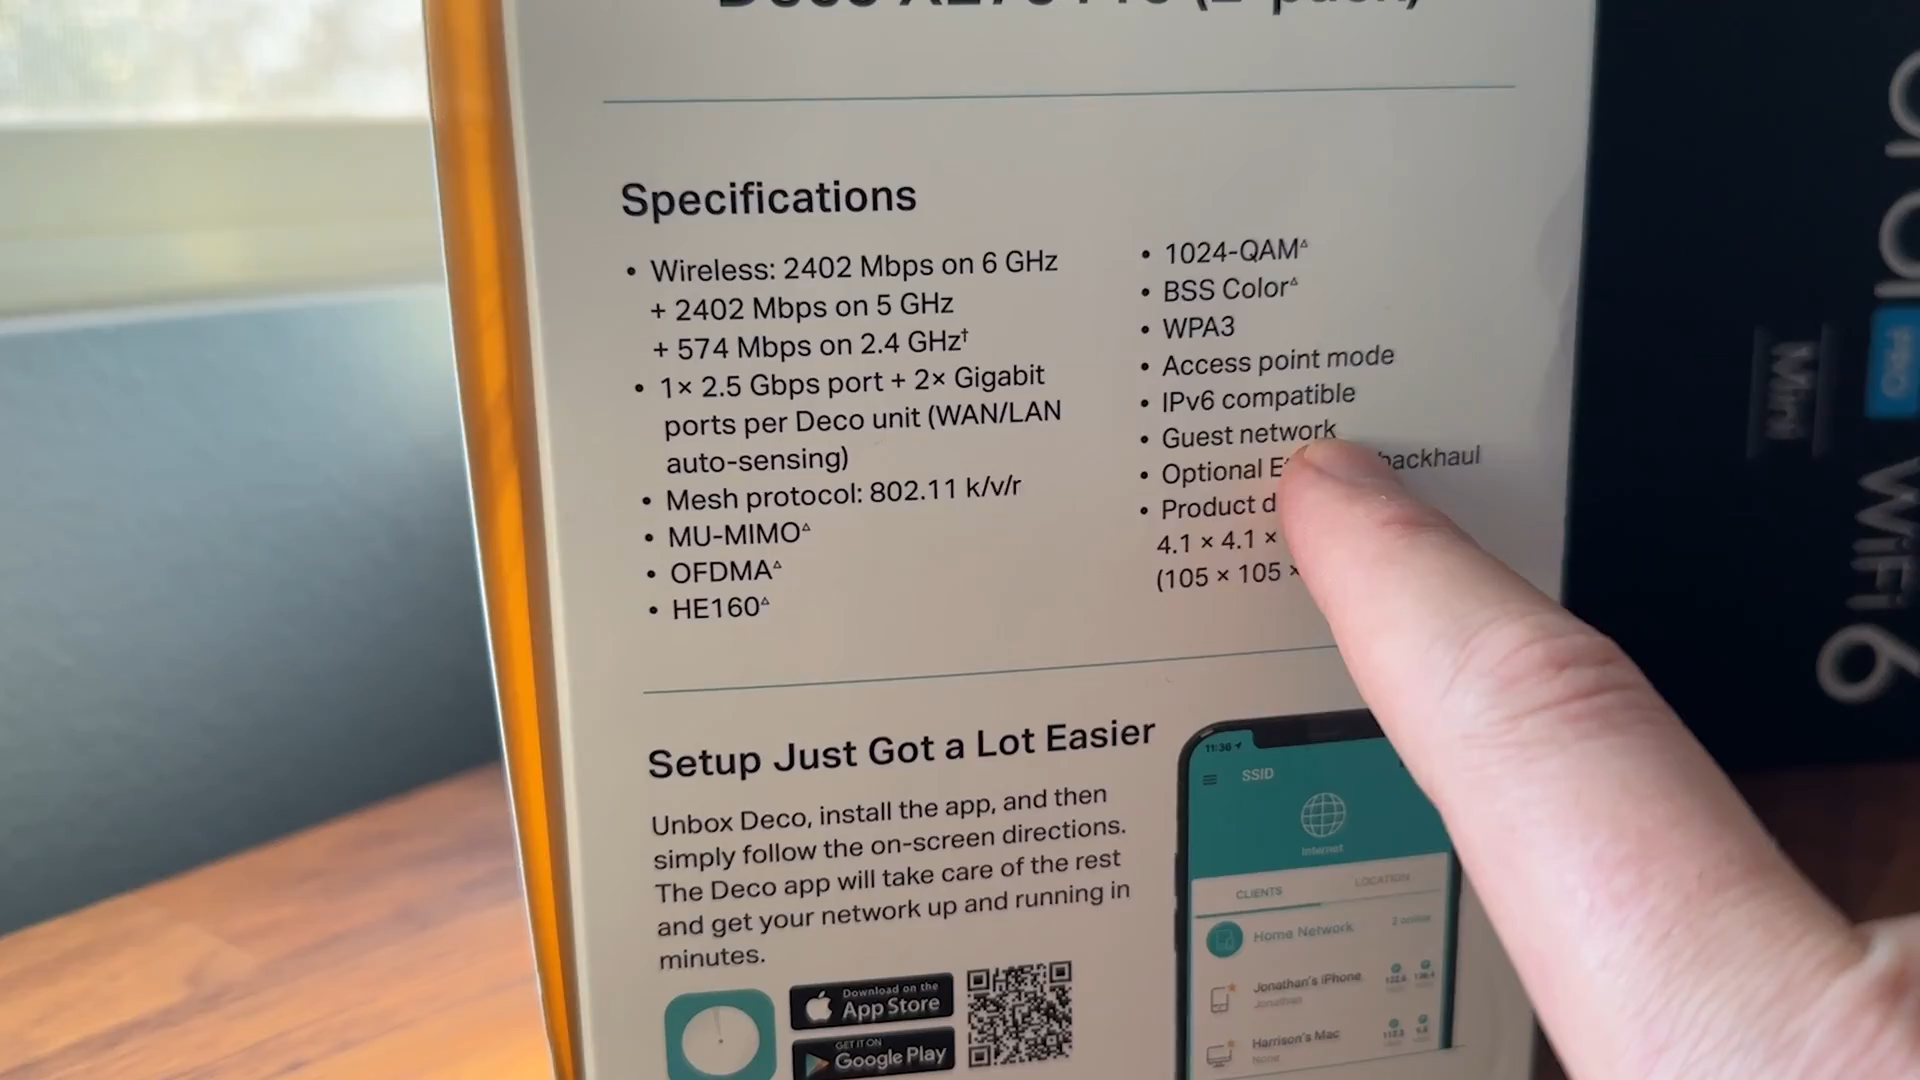 Specifications
• Wireless: 2402 Mbps on 6 GHz
+ 2402 Mbps on 5 GHz
+ 574 Mbps on 2.4 GHz†
• 1× 2.5 Gbps port + 2× Gigabit
ports per Deco unit (WAN/LAN
auto-sensing)
• Mesh protocol: 802.11 k/v/r
• MU-MIMO△
• OFDMA△
• HE160△
• 1024-QAM△
• BSS Color△
• WPA3
• Access point mode
• IPv6 compatible
• Guest network
• Optional backhaul
• Product
4.1 × 4.1 ×
(105 × 105 ×
Setup Just Got a Lot Easier
Unbox Deco, install the app, and then
simply follow the on-screen directions.
The Deco app will take care of the rest
and get your network up and running in
minutes.
Download on the
App Store
GET IT ON
Google Play
11:36
SSID
Internet
CLIENTS LOCATION
Home Network 2 online
Jonathan's iPhone
Jonathan
Harrison's Mac
None
Mini
WiFi 6